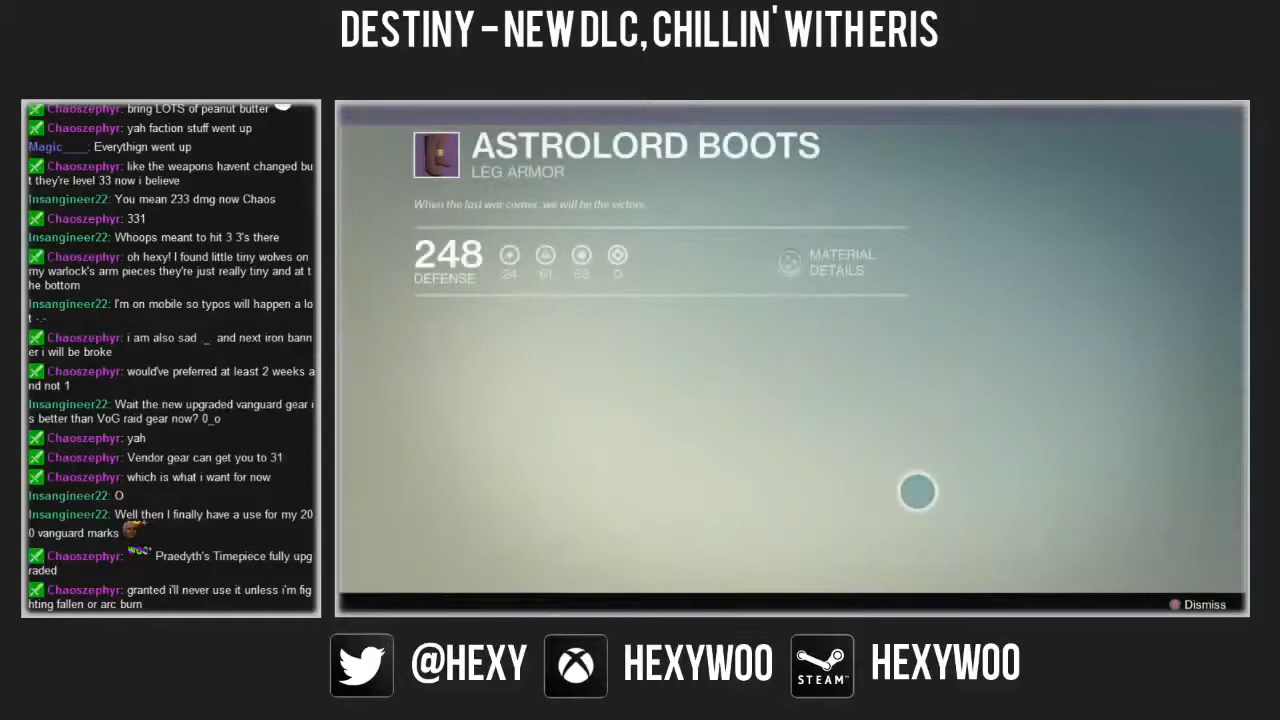 DESTINY - NEW DLC, CHILLIN' WITH ERIS
Chaoszephyr: bring LOTS of peanut butter
Chaoszephyr: yah faction stuff went up
Magic____: Everythign went up
Chaoszephyr: like the weapons havent changed bu
t they're level 33 now i believe
Insangineer22: You mean 233 dmg now Chaos
Chaoszephyr: 331
Insangineer22: Whoops meant to hit 3 3's there
Chaoszephyr: oh hexy! I found little tiny wolves on
my warlock's arm pieces they're just really tiny and at t
he bottom
Insangineer22: I'm on mobile so typos will happen a lo
t -.-
Chaoszephyr: i am also sad _ and next iron bann
er i will be broke
Chaoszephyr: would've preferred at least 2 weeks a
nd not 1
Insangineer22: Wait the new upgraded vanguard gear i
s better than VoG raid gear now? 0_o
Chaoszephyr: yah
Chaoszephyr: Vendor gear can get you to 31
Chaoszephyr: which is what i want for now
Insangineer22: O
Insangineer22: Well then I finally have a use for my 20
0 vanguard marks
Chaoszephyr: WOO! Praedyth's Timepiece fully upg
raded
Chaoszephyr: granted i'll never use it unless i'm fig
hting fallen or arc burn
ASTROLORD BOOTS
LEG ARMOR
When the last war comes, we will be the victors.
248
DEFENSE
24 61 0
MATERIAL
DETAILS
Dismiss
@HEXY HEXYWOO STEAM HEXYWOO